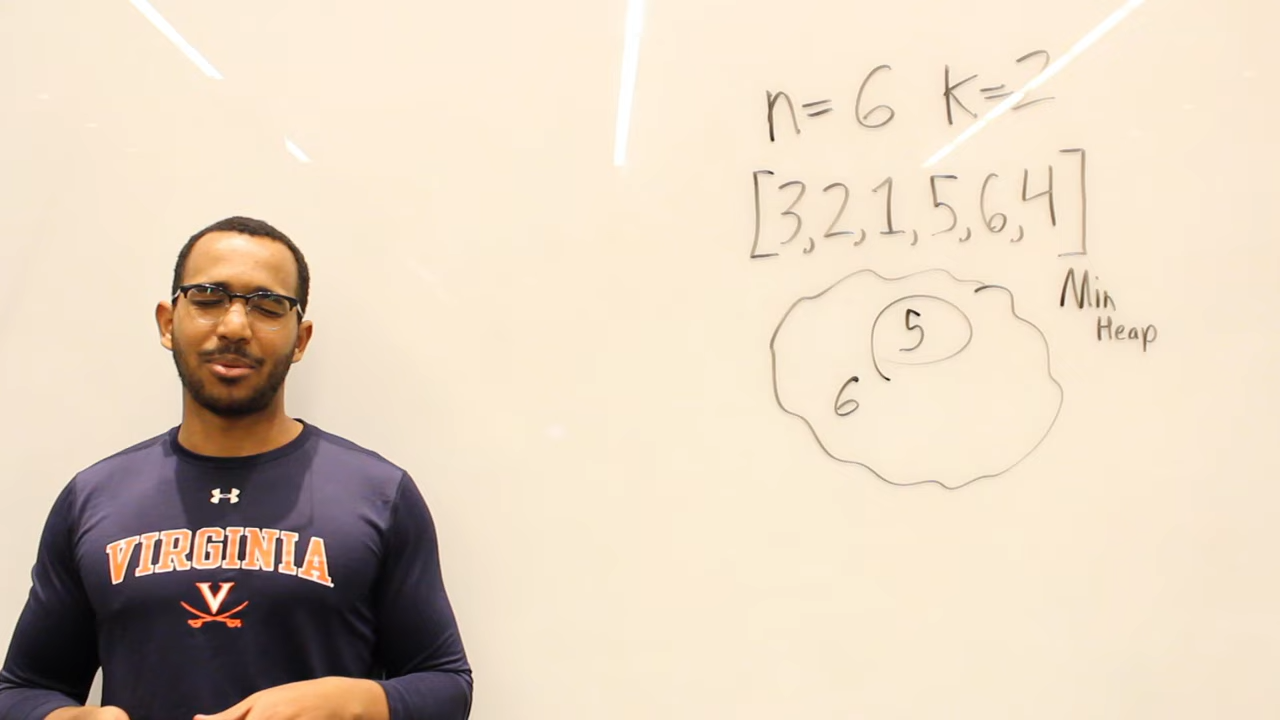 n=6 k=2
[3,2,1,5,6,4]
Min
Heap
5
6
VIRGINIA
V